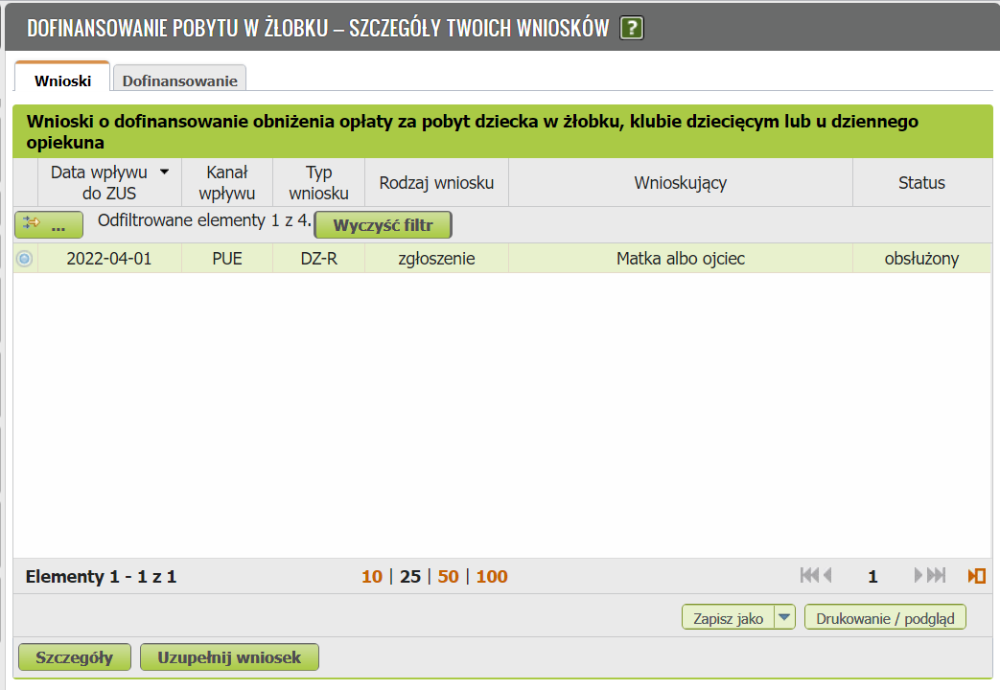 DOFINANSOWANIE POBYTU W ŻŁOBKU – SZCZEGÓŁY TWOICH WNIOSKÓW ?
Wnioski Dofinansowanie
Wnioski o dofinansowanie obniżenia opłaty za pobyt dziecka w żłobku, klubie dziecięcym lub u dziennego
opiekuna
Data wpływu do ZUS Kanał wpływu Typ wniosku Rodzaj wniosku Wnioskujący Status
... Odfiltrowane elementy 1 z 4. Wyczyść filtr
2022-04-01 PUE DZ-R zgłoszenie Matka albo ojciec obsłużony
Elementy 1 - 1 z 1 10 | 25 | 50 | 100 1
Zapisz jako Drukowanie / podgląd
Szczegóły Uzupełnij wniosek